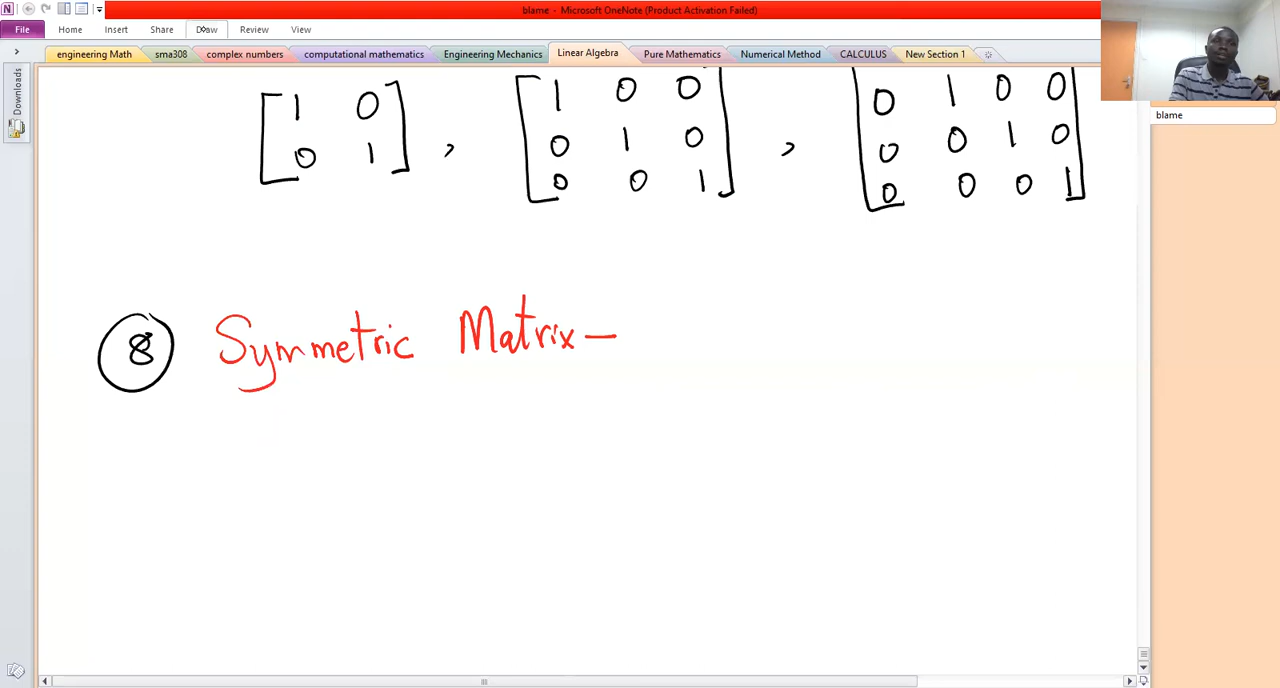 blame - Microsoft OneNote (Product Activation Failed)
File Home Insert Share Draw Review View
engineering Math sma308 complex numbers computational mathematics Engineering Mechanics Linear Algebra Pure Mathematics Numerical Method CALCULUS New Section 1
Downloads
blame
1 0 1 0 0 0 1 0 0
0 1 , 0 1 0 , 0 0 1 0
0 0 1 0 0 0 1
8 Symmetric Matrix-